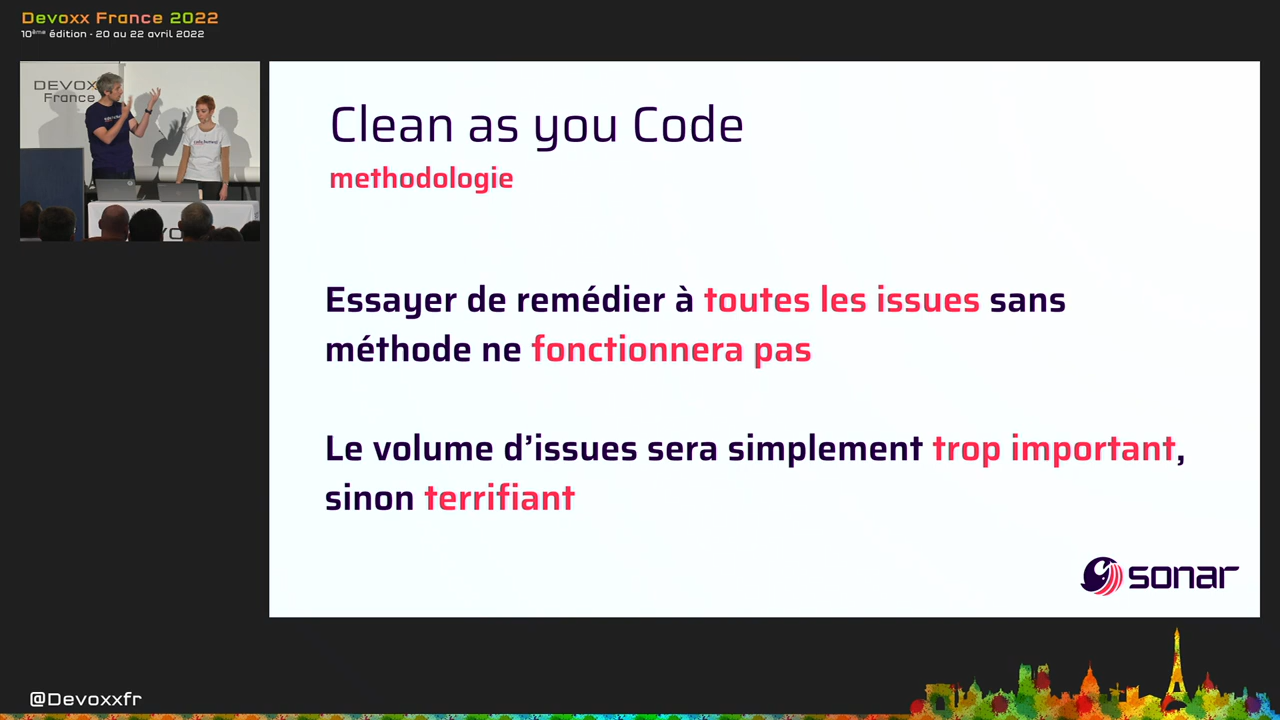 Devoxx France 2022
10ème édition - 20 au 22 avril 2022
DEVOXX
France
Clean as you Code
methodologie
Essayer de remédier à toutes les issues sans
méthode ne fonctionnera pas
Le volume d’issues sera simplement trop important,
sinon terrifiant
sonar
@Devoxxfr